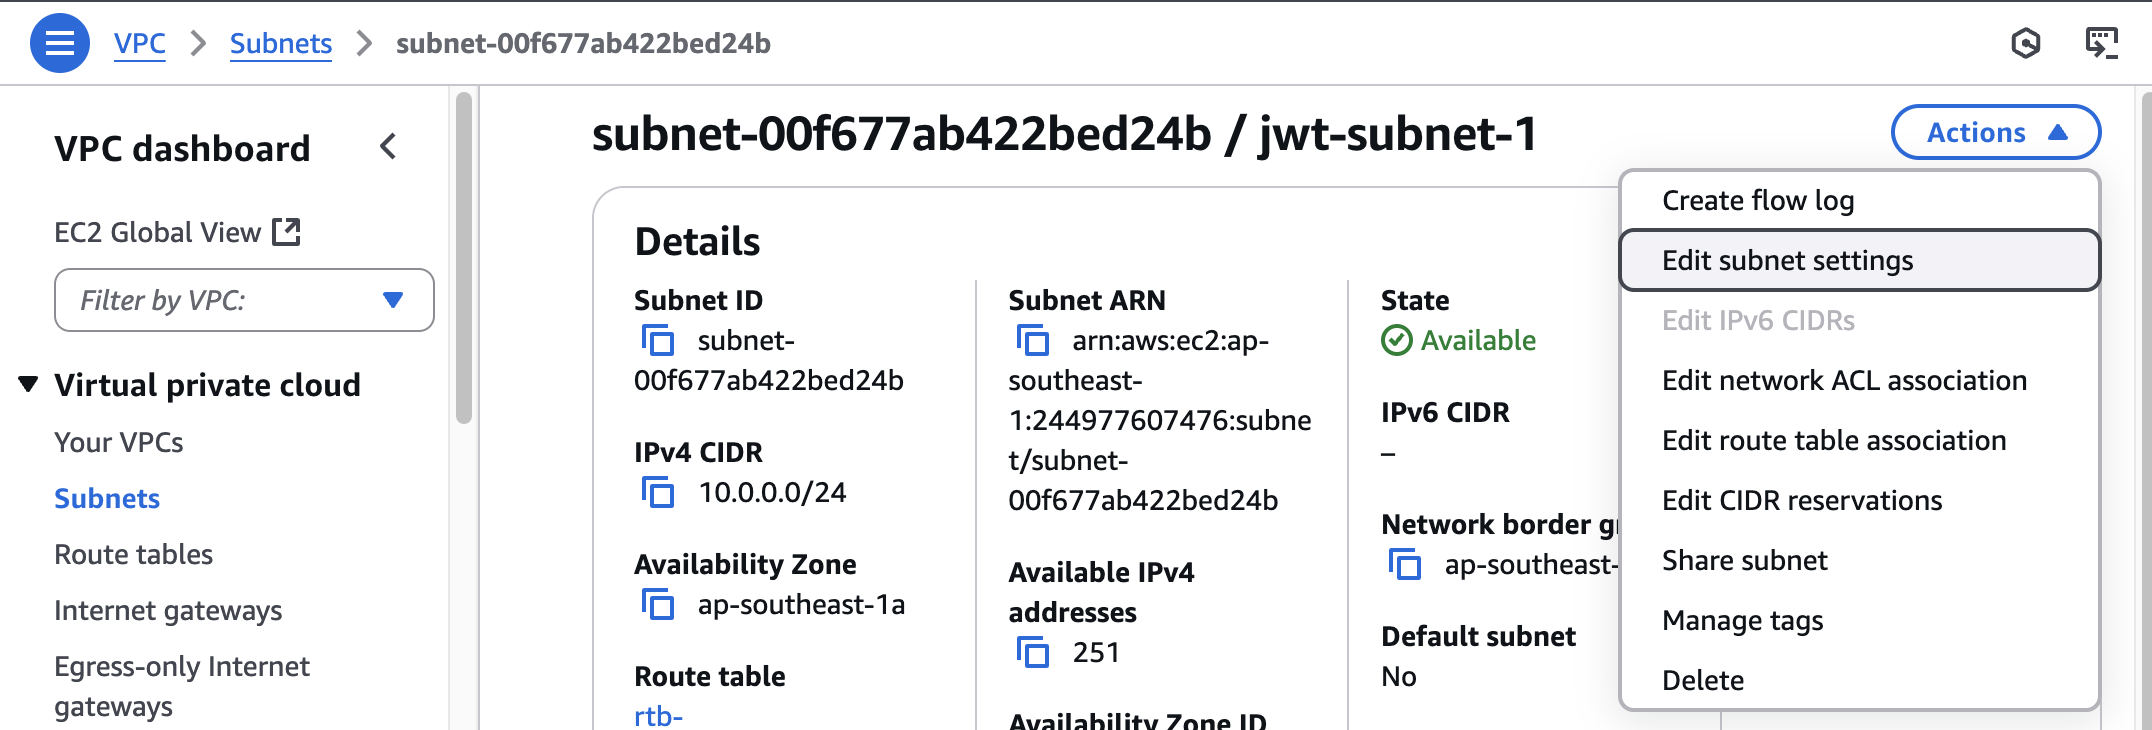 VPC > Subnets > subnet-00f677ab422bed24b
VPC dashboard
EC2 Global View
Filter by VPC:
Virtual private cloud
Your VPCs
Subnets
Route tables
Internet gateways
Egress-only Internet
gateways
subnet-00f677ab422bed24b / jwt-subnet-1
Details
Subnet ID
subnet-
00f677ab422bed24b
IPv4 CIDR
10.0.0.0/24
Availability Zone
ap-southeast-1a
Route table
rtb-
Subnet ARN
arn:aws:ec2:ap-
southeast-
1:244977607476:subne
t/subnet-
00f677ab422bed24b
Available IPv4
addresses
251
Availability Zone ID
State
Available
IPv6 CIDR
–
Network border
ap-southeast-
Default subnet
No
Actions
Create flow log
Edit subnet settings
Edit IPv6 CIDRs
Edit network ACL association
Edit route table association
Edit CIDR reservations
Share subnet
Manage tags
Delete